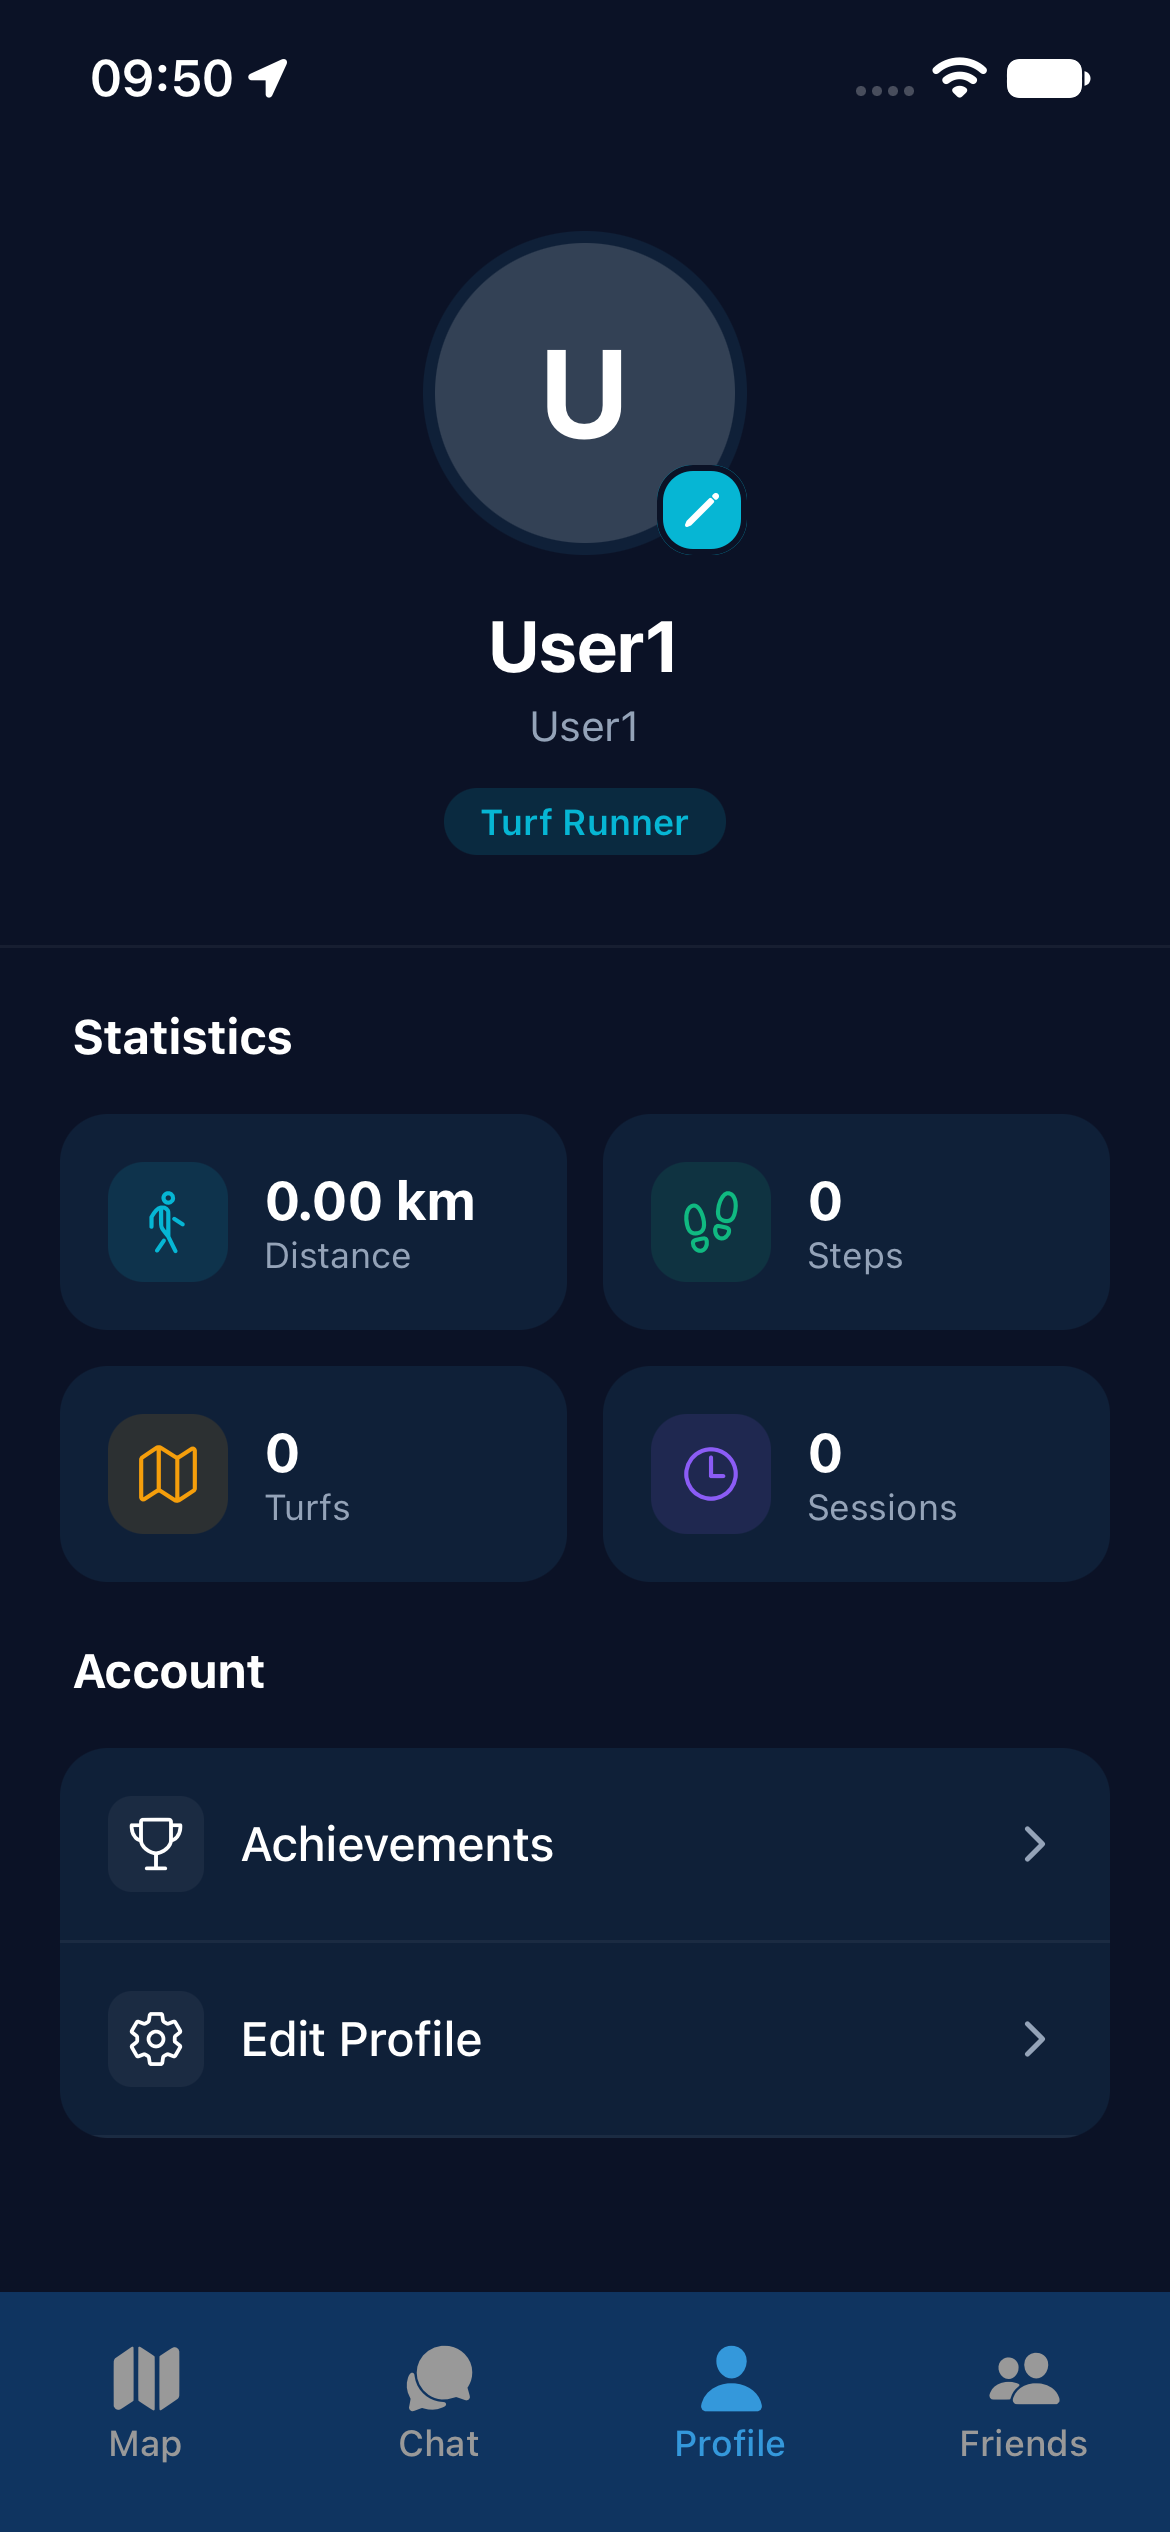 09:50
U
User1
User1
Turf Runner
Statistics
0.00 km
Distance
0
Steps
0
Turfs
0
Sessions
Account
Achievements
Edit Profile
Map
Chat
Profile
Friends